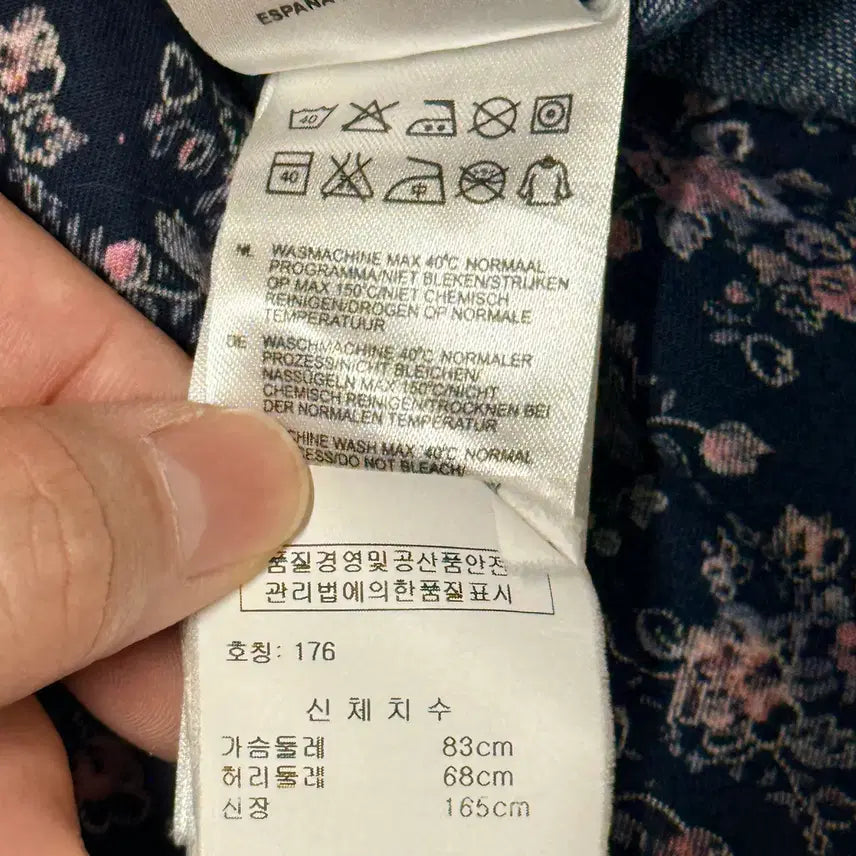 ESPANA
40
40
中
NL WASMACHINE MAX 40°C NORMAAL
PROGRAMMA/NIET BLEKEN/STRIJKEN
OP MAX 150°C/NIET CHEMISCH
REINIGEN/DROGEN OP NORMALE
TEMPERATUUR
DE WASCHMACHINE 40°C NORMALER
PROZESS/NICHT BLEICHEN/
NASSÜGELN MAX 150°C/NICHT
CHEMISCH REINIGEN/TROCKNEN BEI
DER NORMALEN TEMPERATUR
WASH MAX 40°C NORMAL
/DO NOT BLEACH/
품질경영및공산품안전
관리법에의한품질표시
호칭: 176
신 체 치 수
가슴둘레 83cm
허리둘레 68cm
신장 165cm